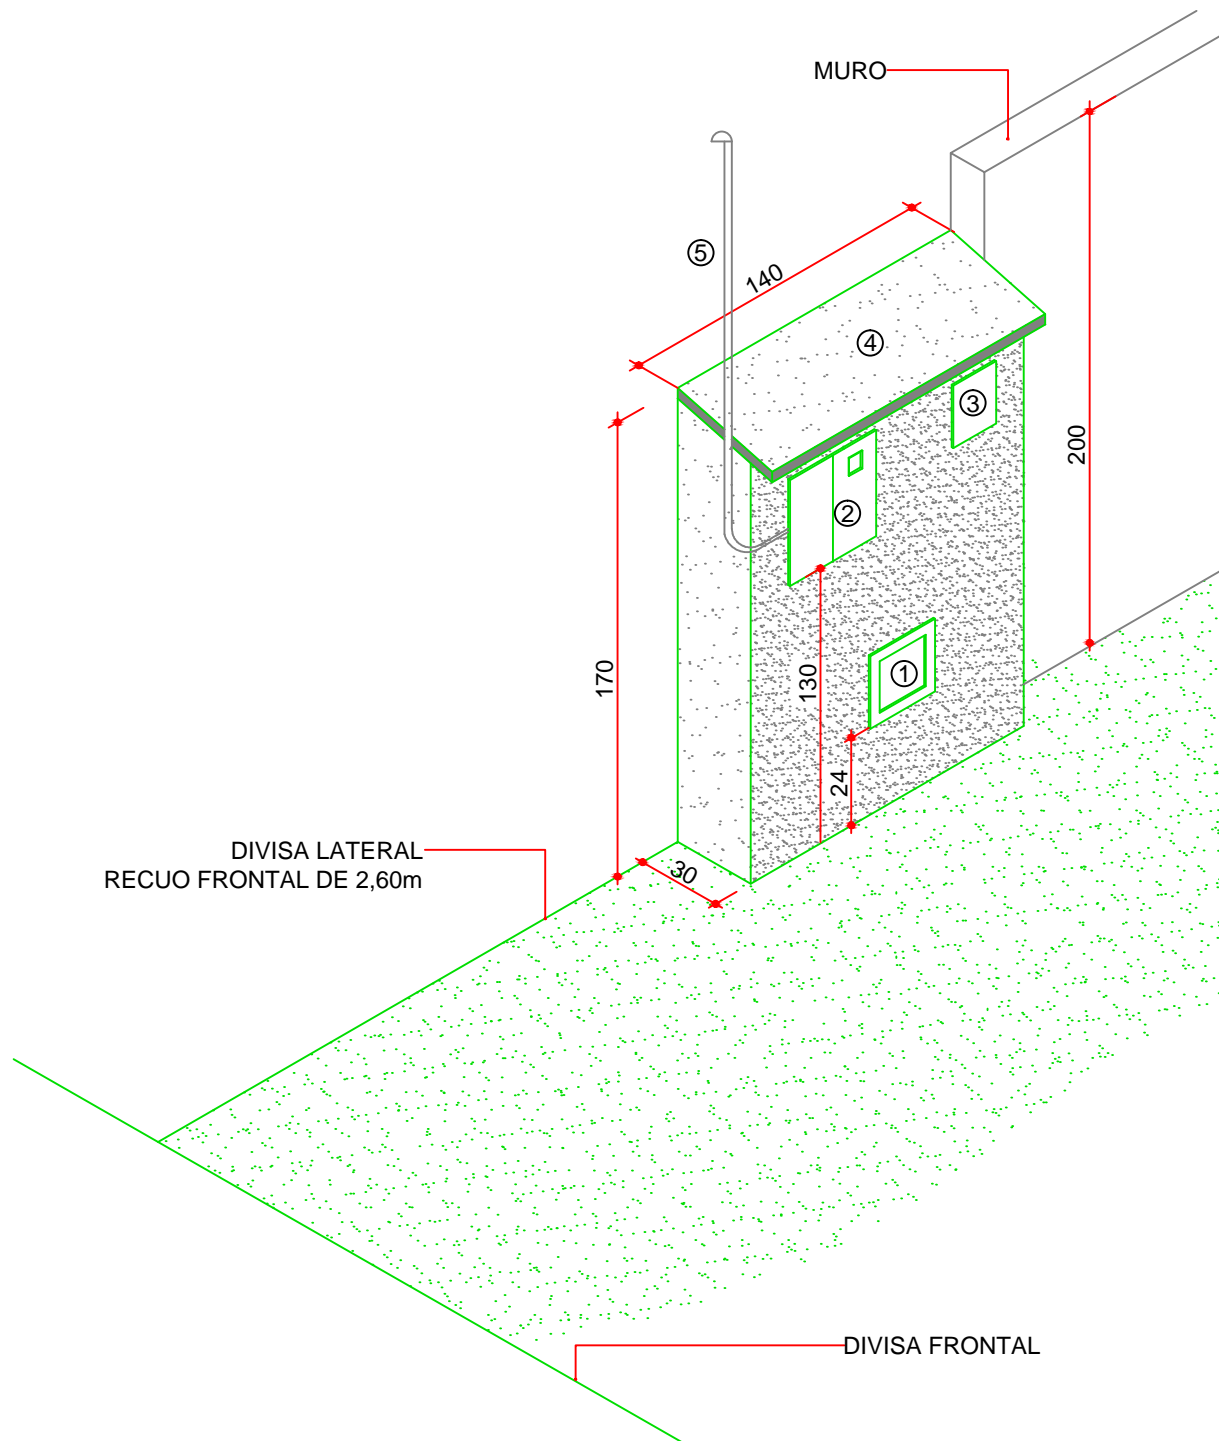 MURO
⑤
140
④
③
200
②
170
130
①
24
DIVISA LATERAL
RECUO FRONTAL DE 2,60m
30
DIVISA FRONTAL